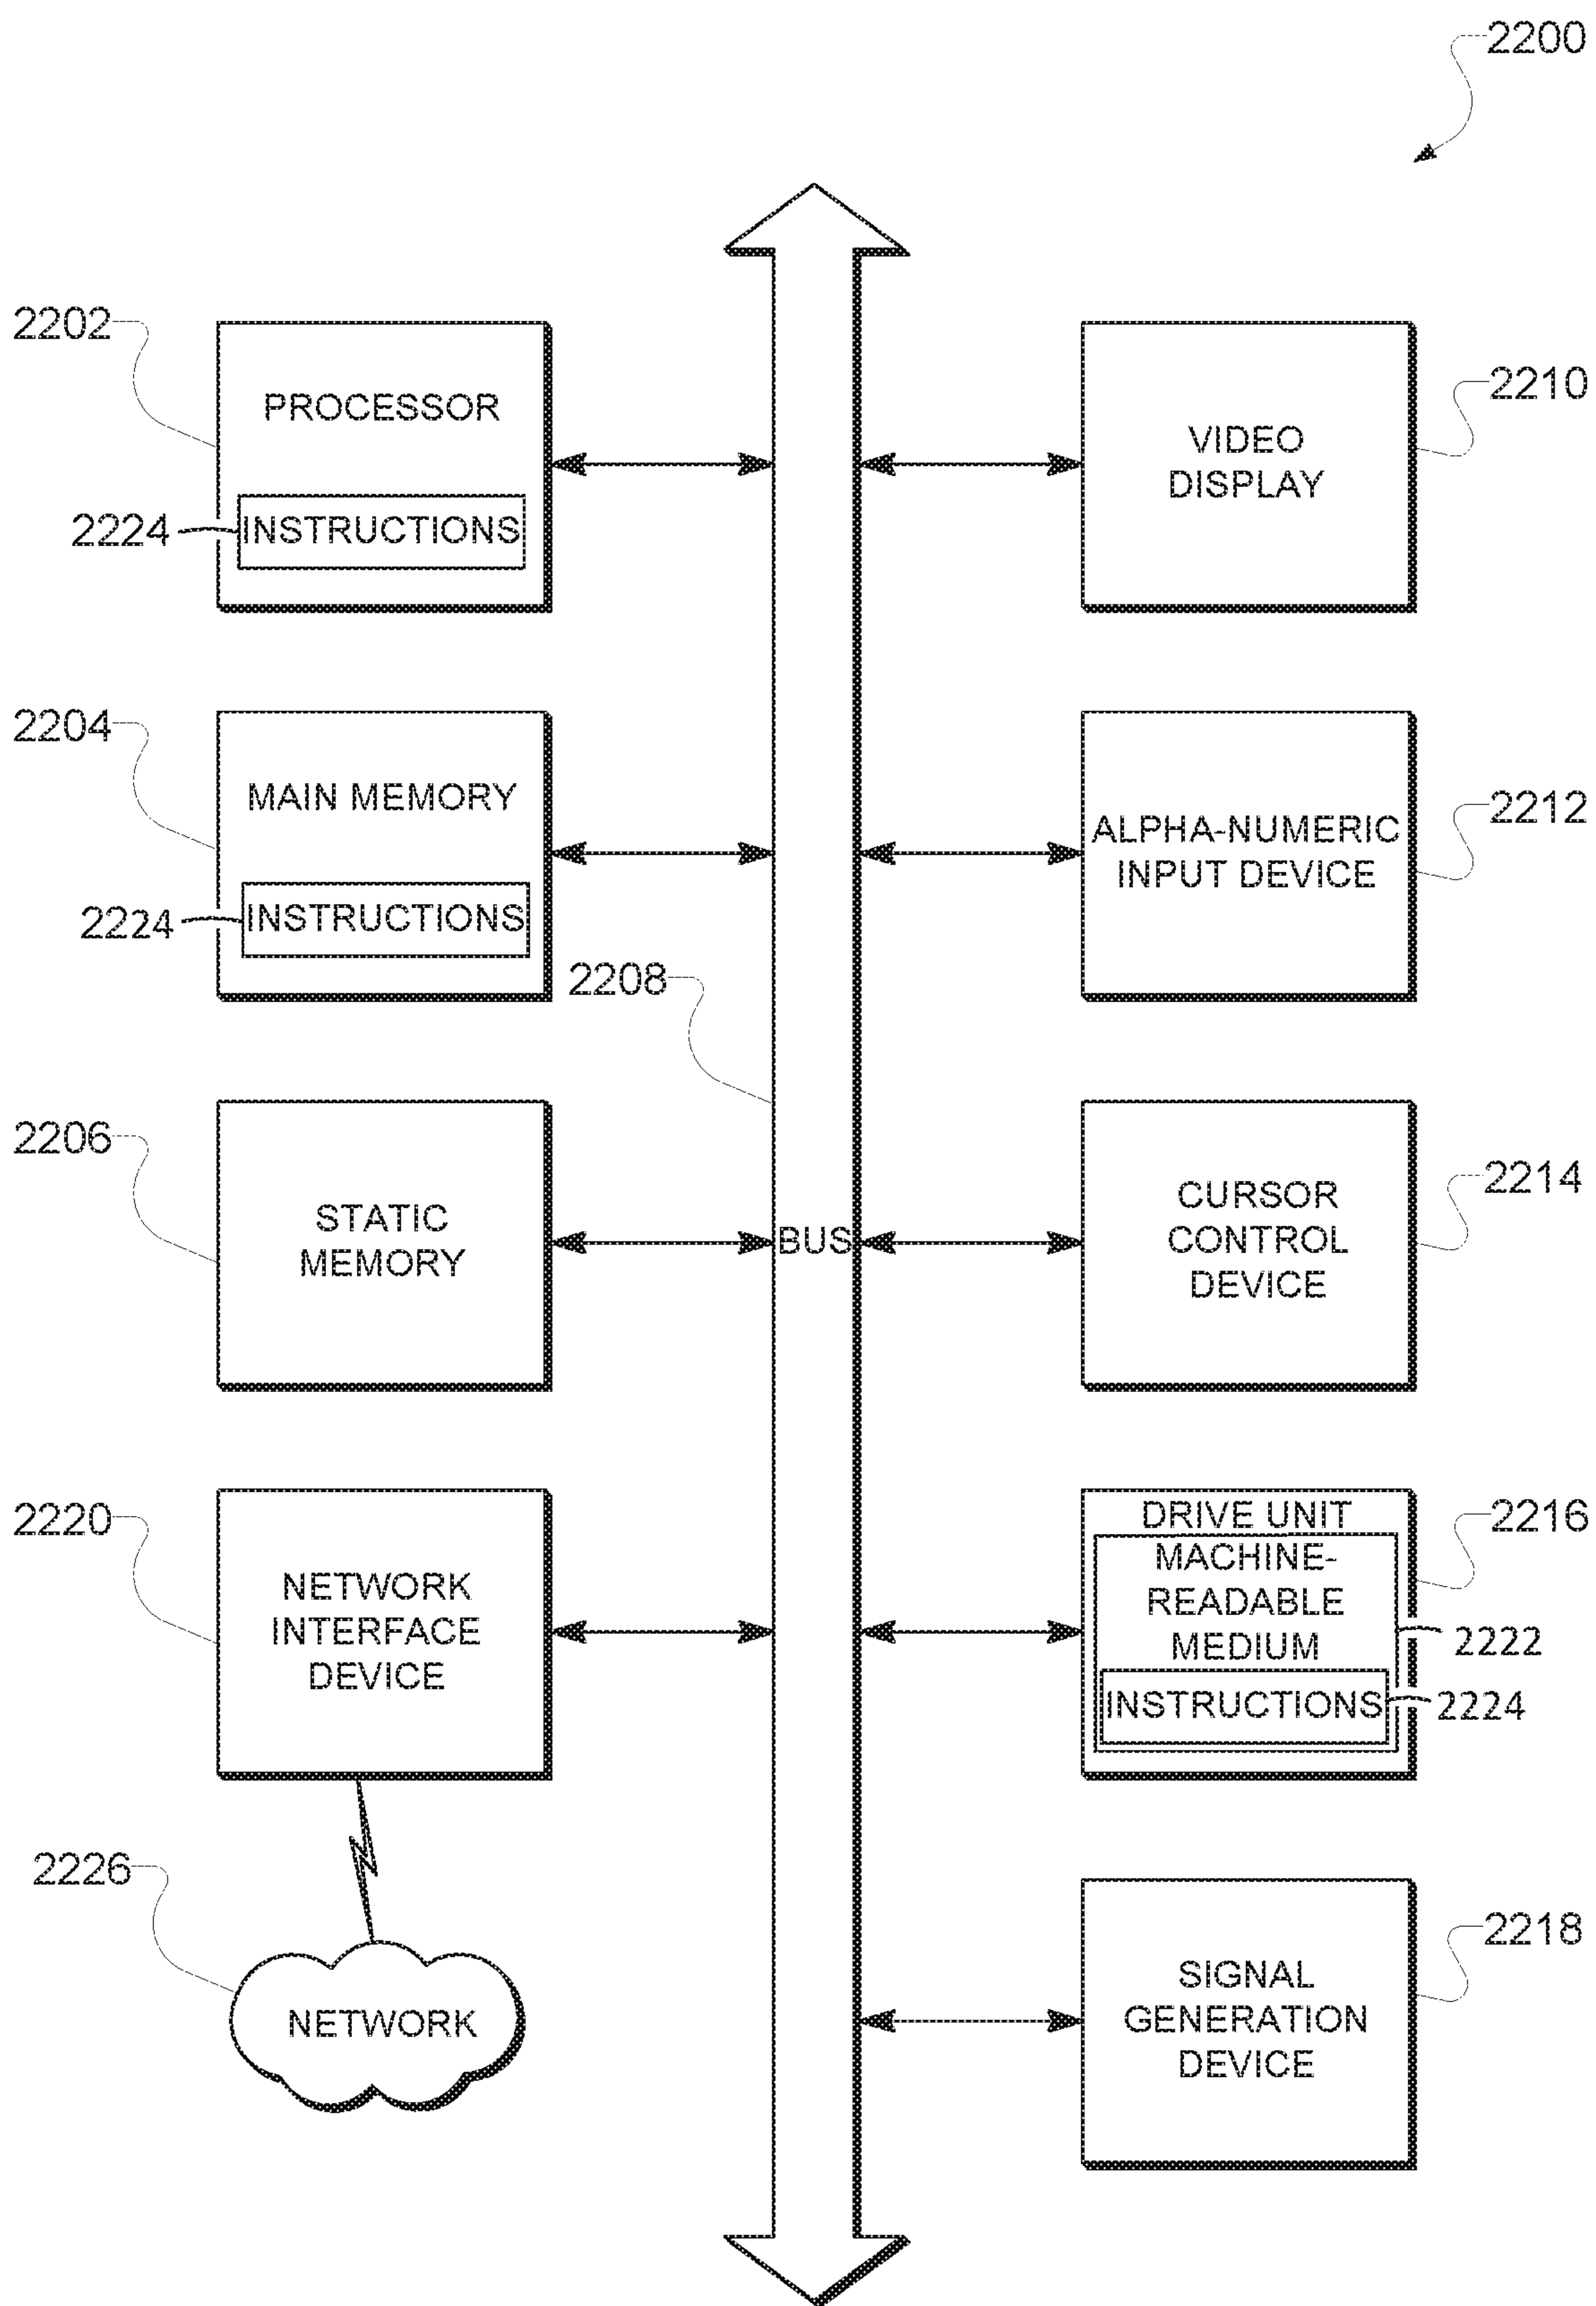 2200
2202
PROCESSOR
2224
INSTRUCTIONS
2210
VIDEO
DISPLAY
2204
MAIN MEMORY
2224
INSTRUCTIONS
2208
2212
ALPHA-NUMERIC
INPUT DEVICE
2206
STATIC
MEMORY
BUS
2214
CURSOR
CONTROL
DEVICE
2220
NETWORK
INTERFACE
DEVICE
2216
DRIVE UNIT
MACHINE-
READABLE
MEDIUM
2222
INSTRUCTIONS
2224
2226
NETWORK
2218
SIGNAL
GENERATION
DEVICE